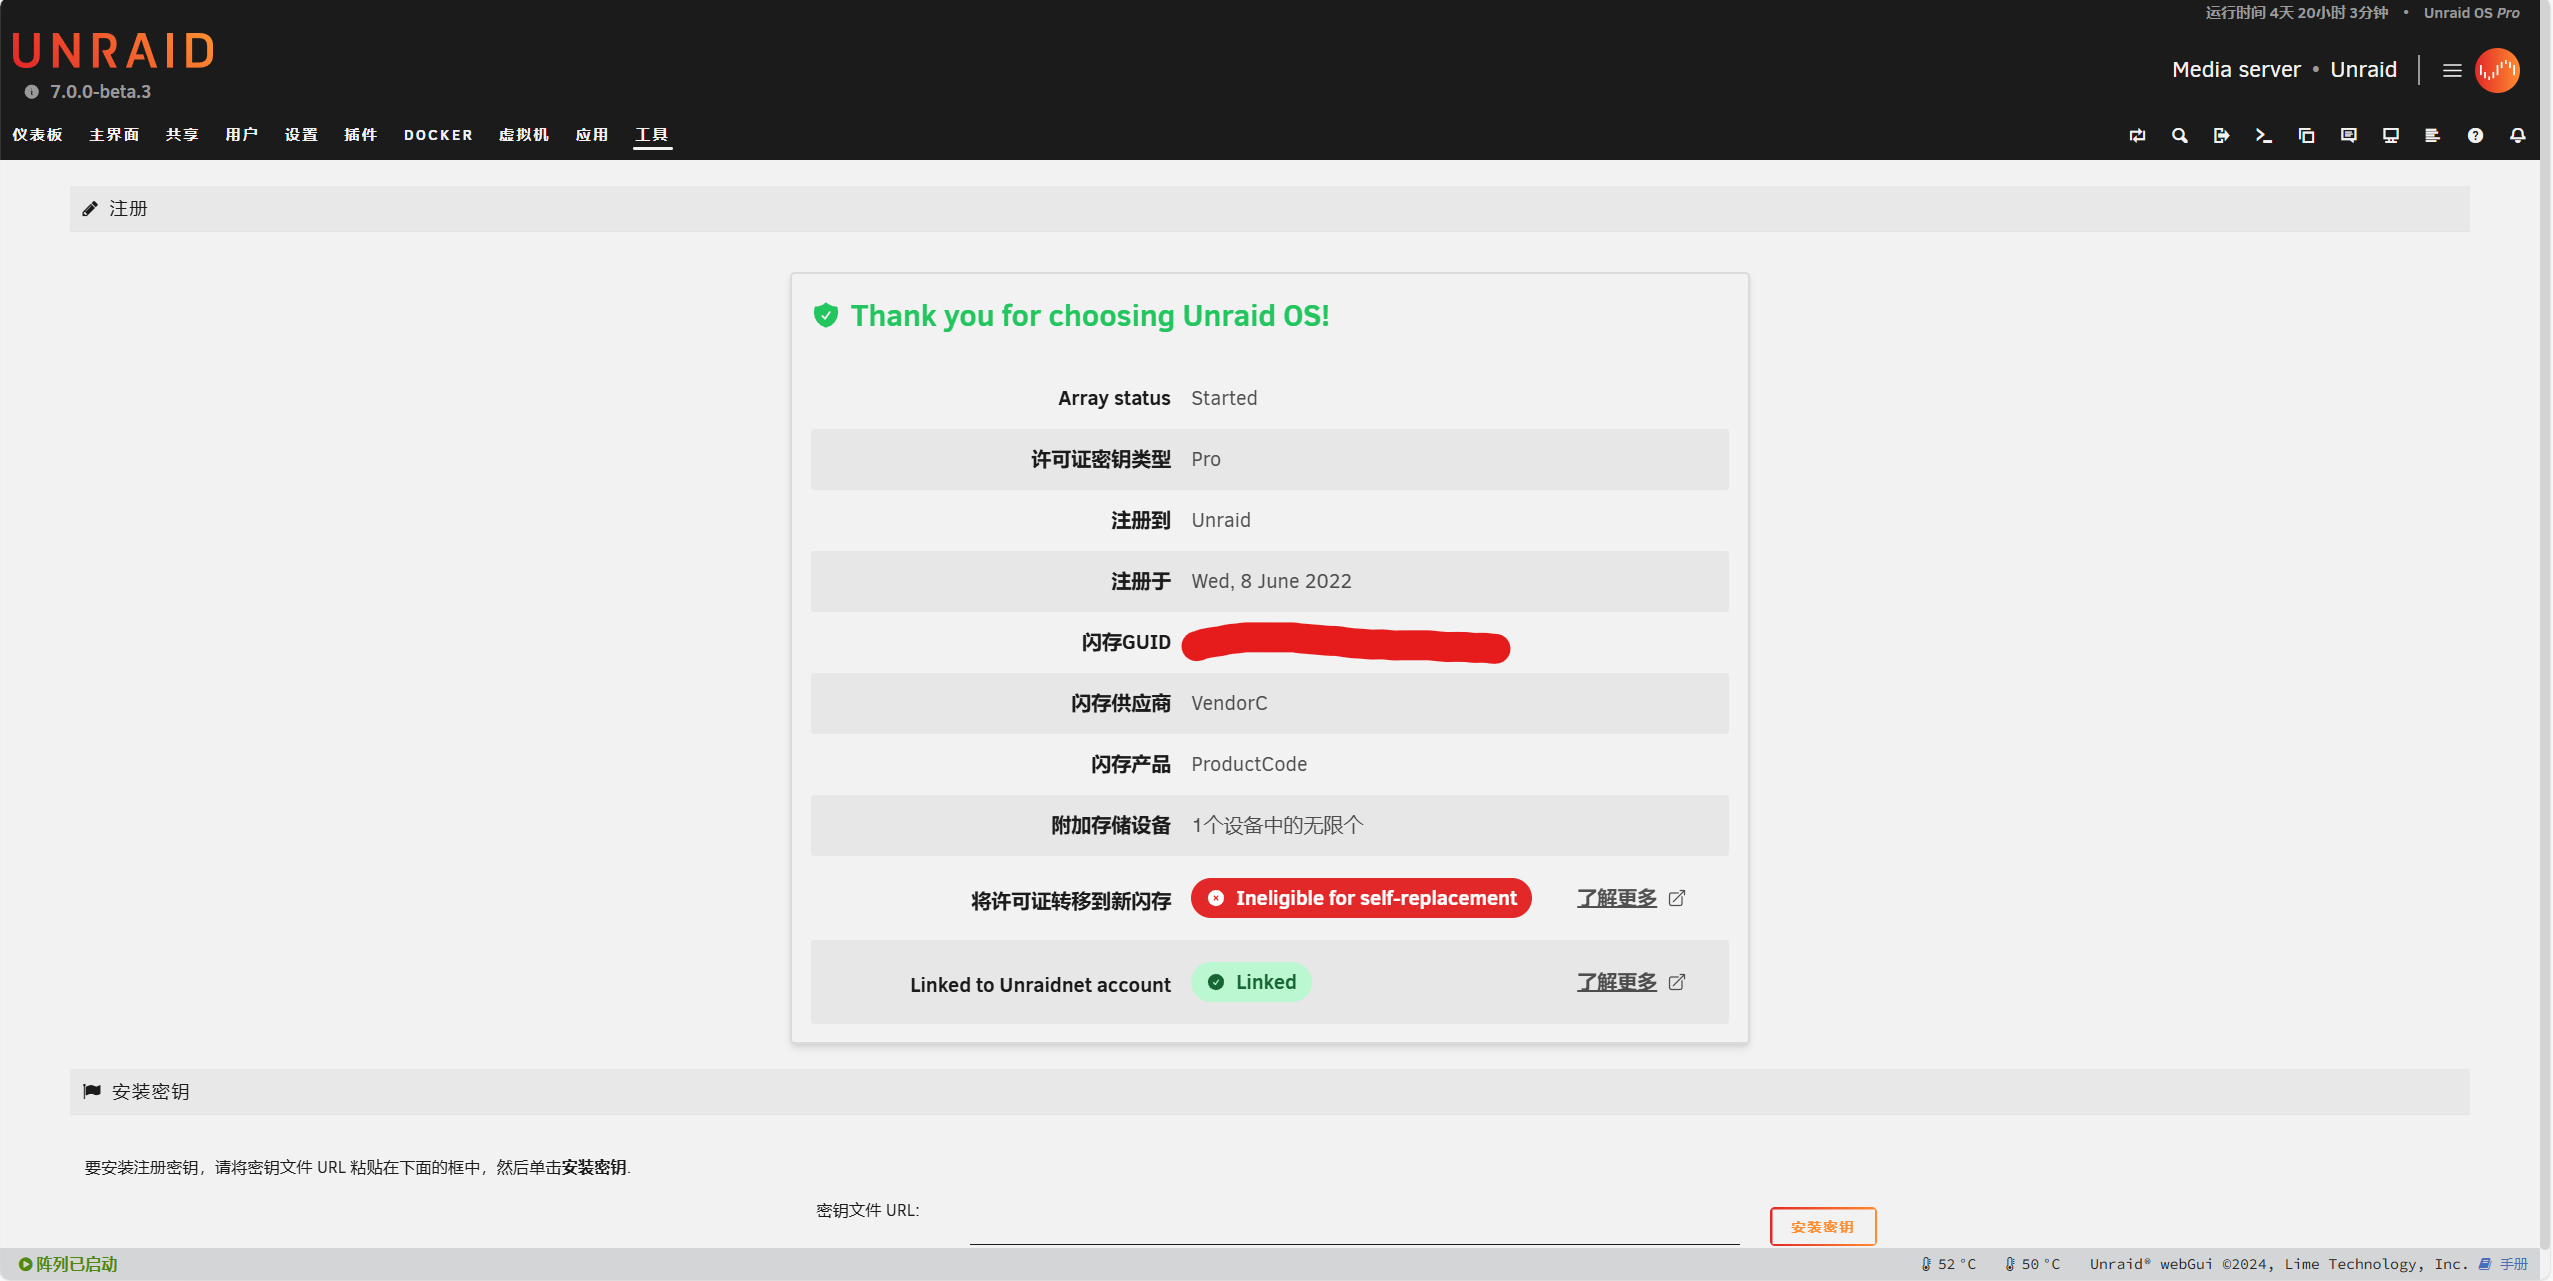 运行时间 4天 20小时 3分钟 • Unraid OS Pro
UNRAID
Media server • Unraid
7.0.0-beta.3
仪表板 主界面 共享 用户 设置 插件 DOCKER 虚拟机 应用 工具
注册
Thank you for choosing Unraid OS!
Array status Started
许可证密钥类型 Pro
注册到 Unraid
注册于 Wed, 8 June 2022
闪存GUID
闪存供应商 VendorC
闪存产品 ProductCode
附加存储设备 1个设备中的无限个
将许可证转移到新闪存 Ineligible for self-replacement 了解更多
Linked to Unraidnet account Linked 了解更多
安装密钥
要安装注册密钥，请将密钥文件 URL 粘贴在下面的框中，然后单击安装密钥.
密钥文件 URL:
安装密钥
阵列已启动 52 °C 50 °C Unraid® webGui ©2024, Lime Technology, Inc. 手册